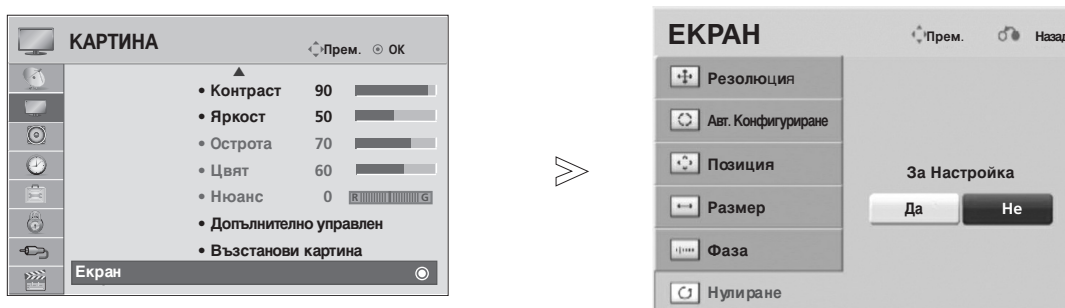 КАРТИНА
Прем. OK
• Контраст 90
• Яркост 50
• Острота 70
• Цвят 60
• Нюанс 0 R G
• Допълнително управлен
• Възстанови картина
Екран
ЕКРАН
Прем. Назад
Резолюция
Авт. Конфигуриране
Позиция
Размер
Фаза
Нулиране
За Настройка
Да Не